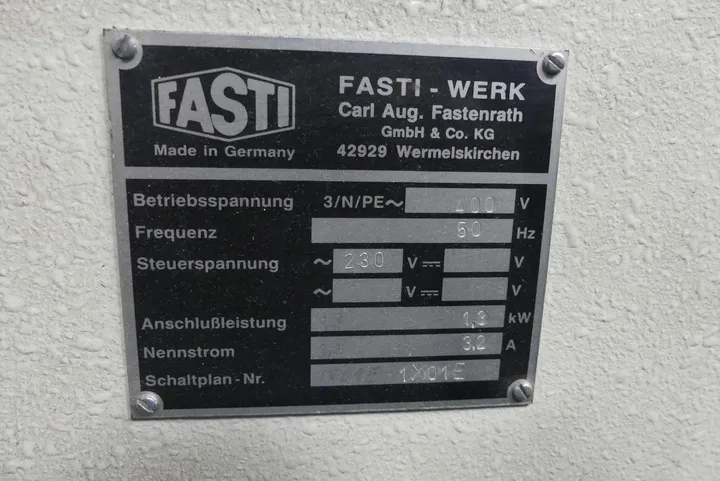 FASTI
Made in Germany
FASTI - WERK
Carl Aug. Fastenrath
GmbH & Co. KG
42929 Wermelskirchen
Betriebsspannung 3/N/PE~ 400 V
Frequenz 50 Hz
Steuerspannung ~ 230 V ⎓ V
~ V ⎓ V
Anschlußleistung 1,3 kW
Nennstrom 3,2 A
Schaltplan-Nr. 1X01E